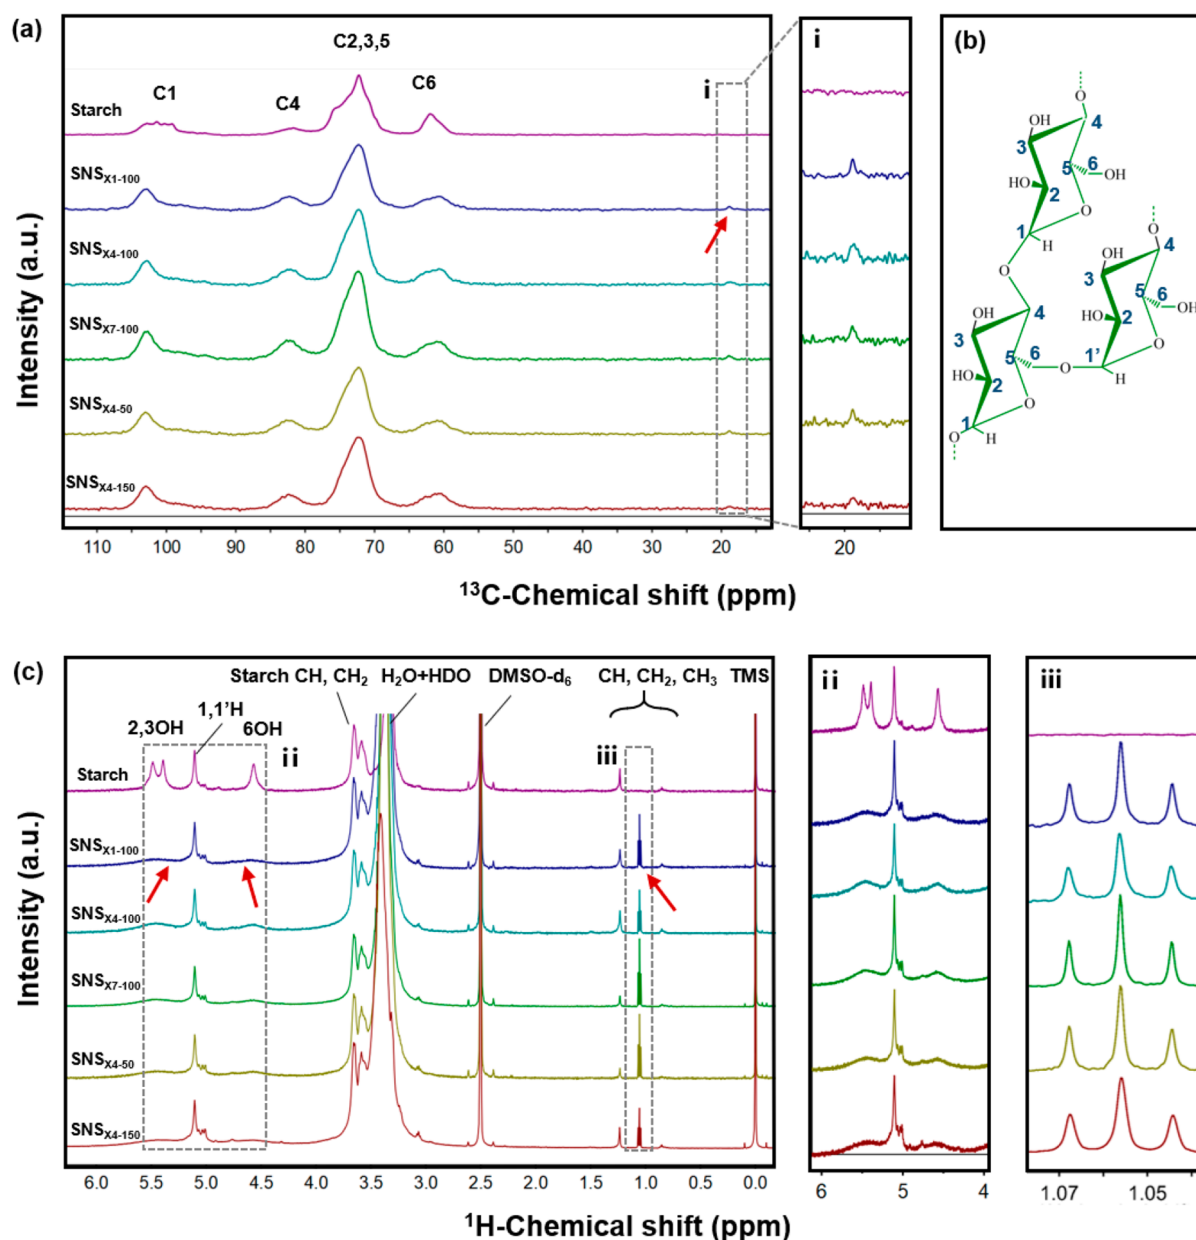 (a)
C2,3,5
i
i
(b)
C1
C4
C6
Starch
SNSX1-100
SNSX4-100
SNSX7-100
SNSX4-50
SNSX4-150
Intensity (a.u.)
110 100 90 80 70 60 50 40 30 20
20
¹³C-Chemical shift (ppm)
O
4
OH
3
5
6
OH
HO
2
O
1
H
O
O
4
OH
3
5
6
OH
HO
2
O
1'
H
O
OH
4
3
5
6
HO
2
O
1
O
H
(c)
Starch CH, CH₂
H₂O+HDO
DMSO-d₆
CH, CH₂, CH₃
TMS
ii
iii
2,3OH
1,1'H
6OH
ii
iii
Starch
SNSX1-100
SNSX4-100
SNSX7-100
SNSX4-50
SNSX4-150
Intensity (a.u.)
6.0 5.5 5.0 4.5 4.0 3.5 3.0 2.5 2.0 1.5 1.0 0.5 0.0
6 5 4
1.07 1.05
¹H-Chemical shift (ppm)